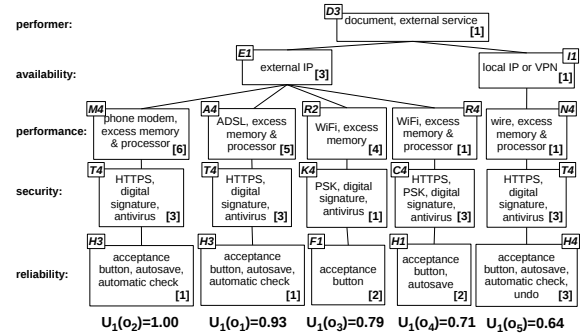 performer:
D3
document, external service
[1]
availability:
E1
external IP
[3]
I1
local IP or VPN
[1]
performance:
M4
phone modem,
excess memory
& processor
[6]
A4
ADSL, excess
memory &
processor
[5]
R2
WiFi, excess
memory
[4]
R4
WiFi, excess
memory &
processor
[1]
N4
wire, excess
memory &
processor
[1]
security:
T4
HTTPS,
digital
signature,
antivirus
[3]
T4
HTTPS,
digital
signature,
antivirus
[3]
K4
PSK, digital
signature,
antivirus
[1]
C4
HTTPS,
PSK, digital
signature,
antivirus
[3]
T4
HTTPS,
digital
signature,
antivirus
[3]
reliability:
H3
acceptance
button, autosave,
automatic check
[1]
H3
acceptance
button, autosave,
automatic check
[1]
F1
acceptance
button
[2]
H1
acceptance
button,
autosave
[2]
H4
acceptance
button, autosave,
automatic check,
undo
[3]
U₁(o₂)=1.00 U₁(o₁)=0.93 U₁(o₃)=0.79 U₁(o₄)=0.71 U₁(o₅)=0.64